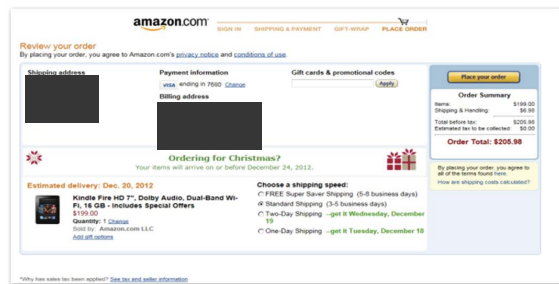 amazon.com
SIGN IN SHIPPING & PAYMENT GIFT-WRAP PLACE ORDER
Review your order
By placing your order, you agree to Amazon.com's privacy notice and conditions of use.
Shipping address
Payment information
VISA ending in 7680 Change
Billing address
Gift cards & promotional codes
Apply
Place your order
Order Summary
Items: $199.00
Shipping & Handling: $6.98
Total before tax: $205.98
Estimated tax to be collected: $0.00
Order Total: $205.98
By placing your order, you agree to
all of the terms found here.
How are shipping costs calculated?
Ordering for Christmas?
Your items will arrive on or before December 24, 2012.
Estimated delivery: Dec. 20, 2012
Kindle Fire HD 7", Dolby Audio, Dual-Band Wi-
Fi, 16 GB - Includes Special Offers
$199.00
Quantity: 1 Change
Sold by: Amazon.com LLC
Add gift options
Choose a shipping speed:
FREE Super Saver Shipping (5-8 business days)
Standard Shipping (3-5 business days)
Two-Day Shipping --get it Wednesday, December
19
One-Day Shipping --get it Tuesday, December 18
*Why has sales tax been applied? See tax and seller information